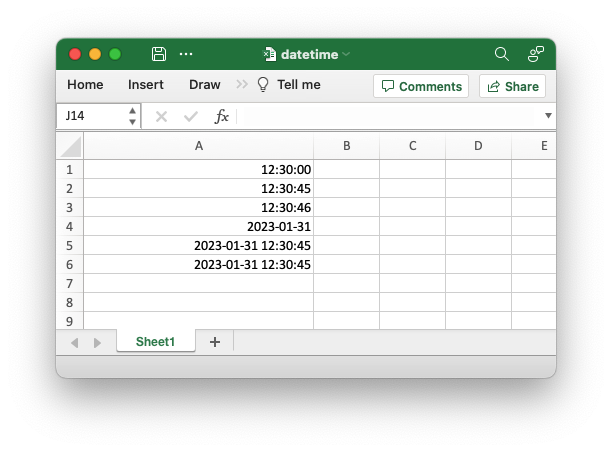 datetime
Home Insert Draw Tell me Comments Share
J14 fx
A B C D E
1 12:30:00
2 12:30:45
3 12:30:46
4 2023-01-31
5 2023-01-31 12:30:45
6 2023-01-31 12:30:45
7
8
9
Sheet1 +